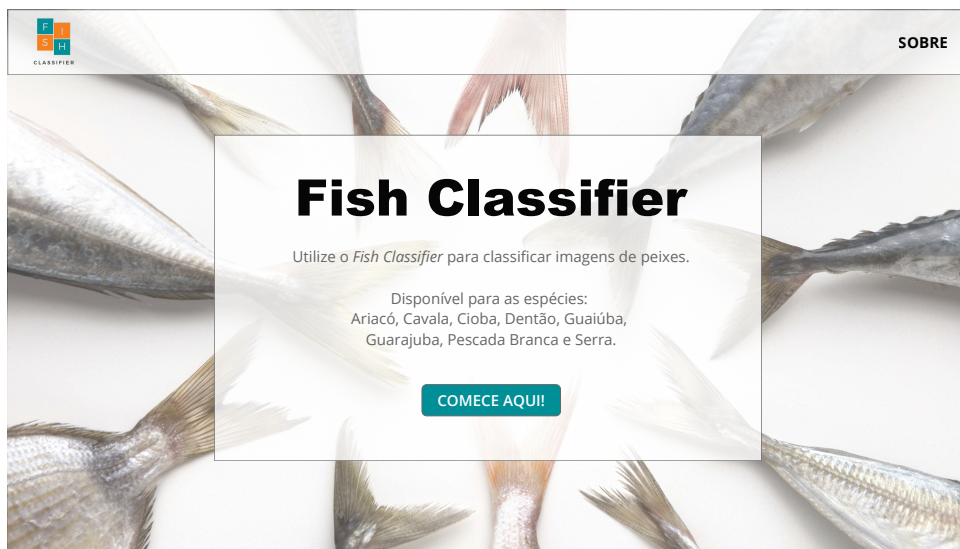 F I
S H
CLASSIFIER
SOBRE
Fish Classifier
Utilize o Fish Classifier para classificar imagens de peixes.
Disponível para as espécies:
Ariacó, Cavala, Cioba, Dentão, Guaiúba,
Guarajuba, Pescada Branca e Serra.
COMECE AQUI!